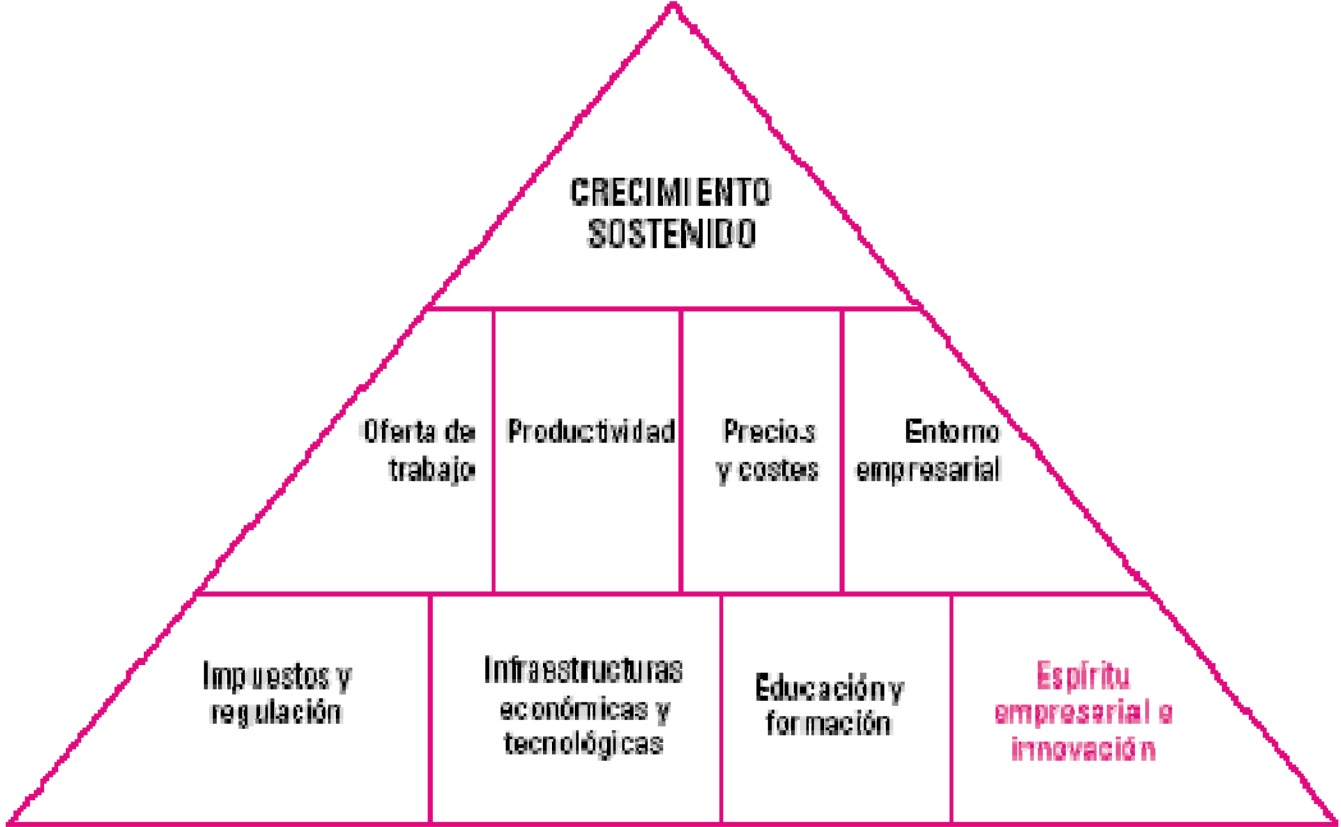 CRECIMIENTO
SOSTENIDO
Oferta de
trabajo
Productividad
Precios
y costes
Entorno
empresarial
Impuestos y
regulación
Infraestructuras
económicas y
tecnológicas
Educación y
formación
Espíritu
empresarial e
innovación